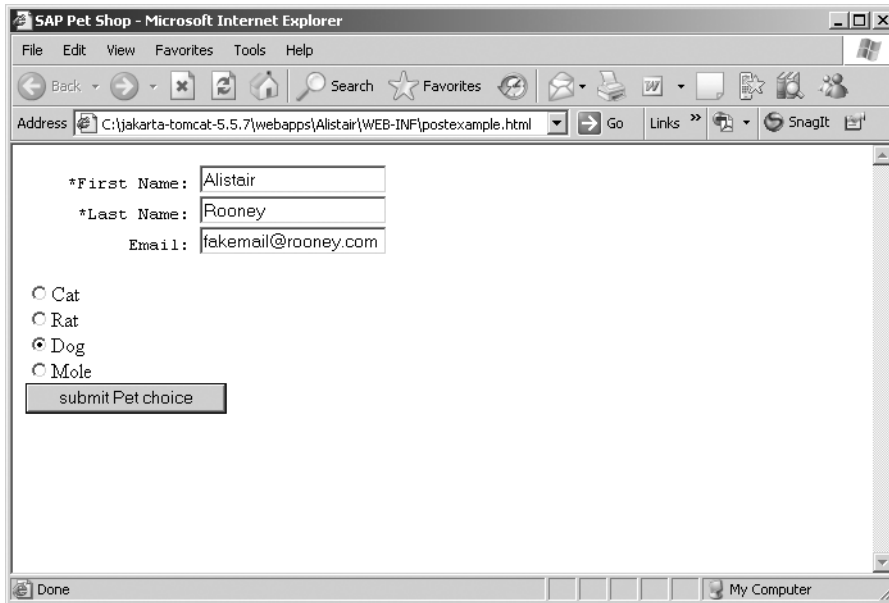 SAP Pet Shop - Microsoft Internet Explorer
File Edit View Favorites Tools Help
Back Search Favorites
Address C:\jakarta-tomcat-5.5.7\webapps\Alistair\WEB-INF\postexample.html Go Links » SnagIt
*First Name: Alistair
*Last Name: Rooney
Email: fakemail@rooney.com
Cat
Rat
Dog
Mole
submit Pet choice
Done My Computer